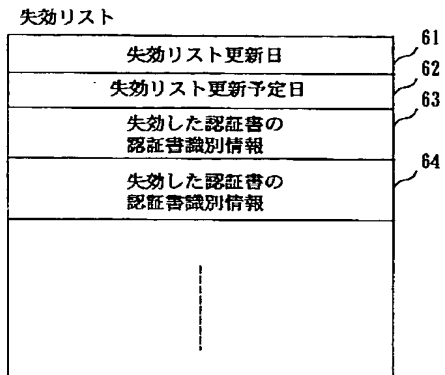 失効リスト
失効リスト更新日
61
失効リスト更新予定日
62
失効した認証書の
認証書識別情報
63
失効した認証書の
認証書識別情報
64